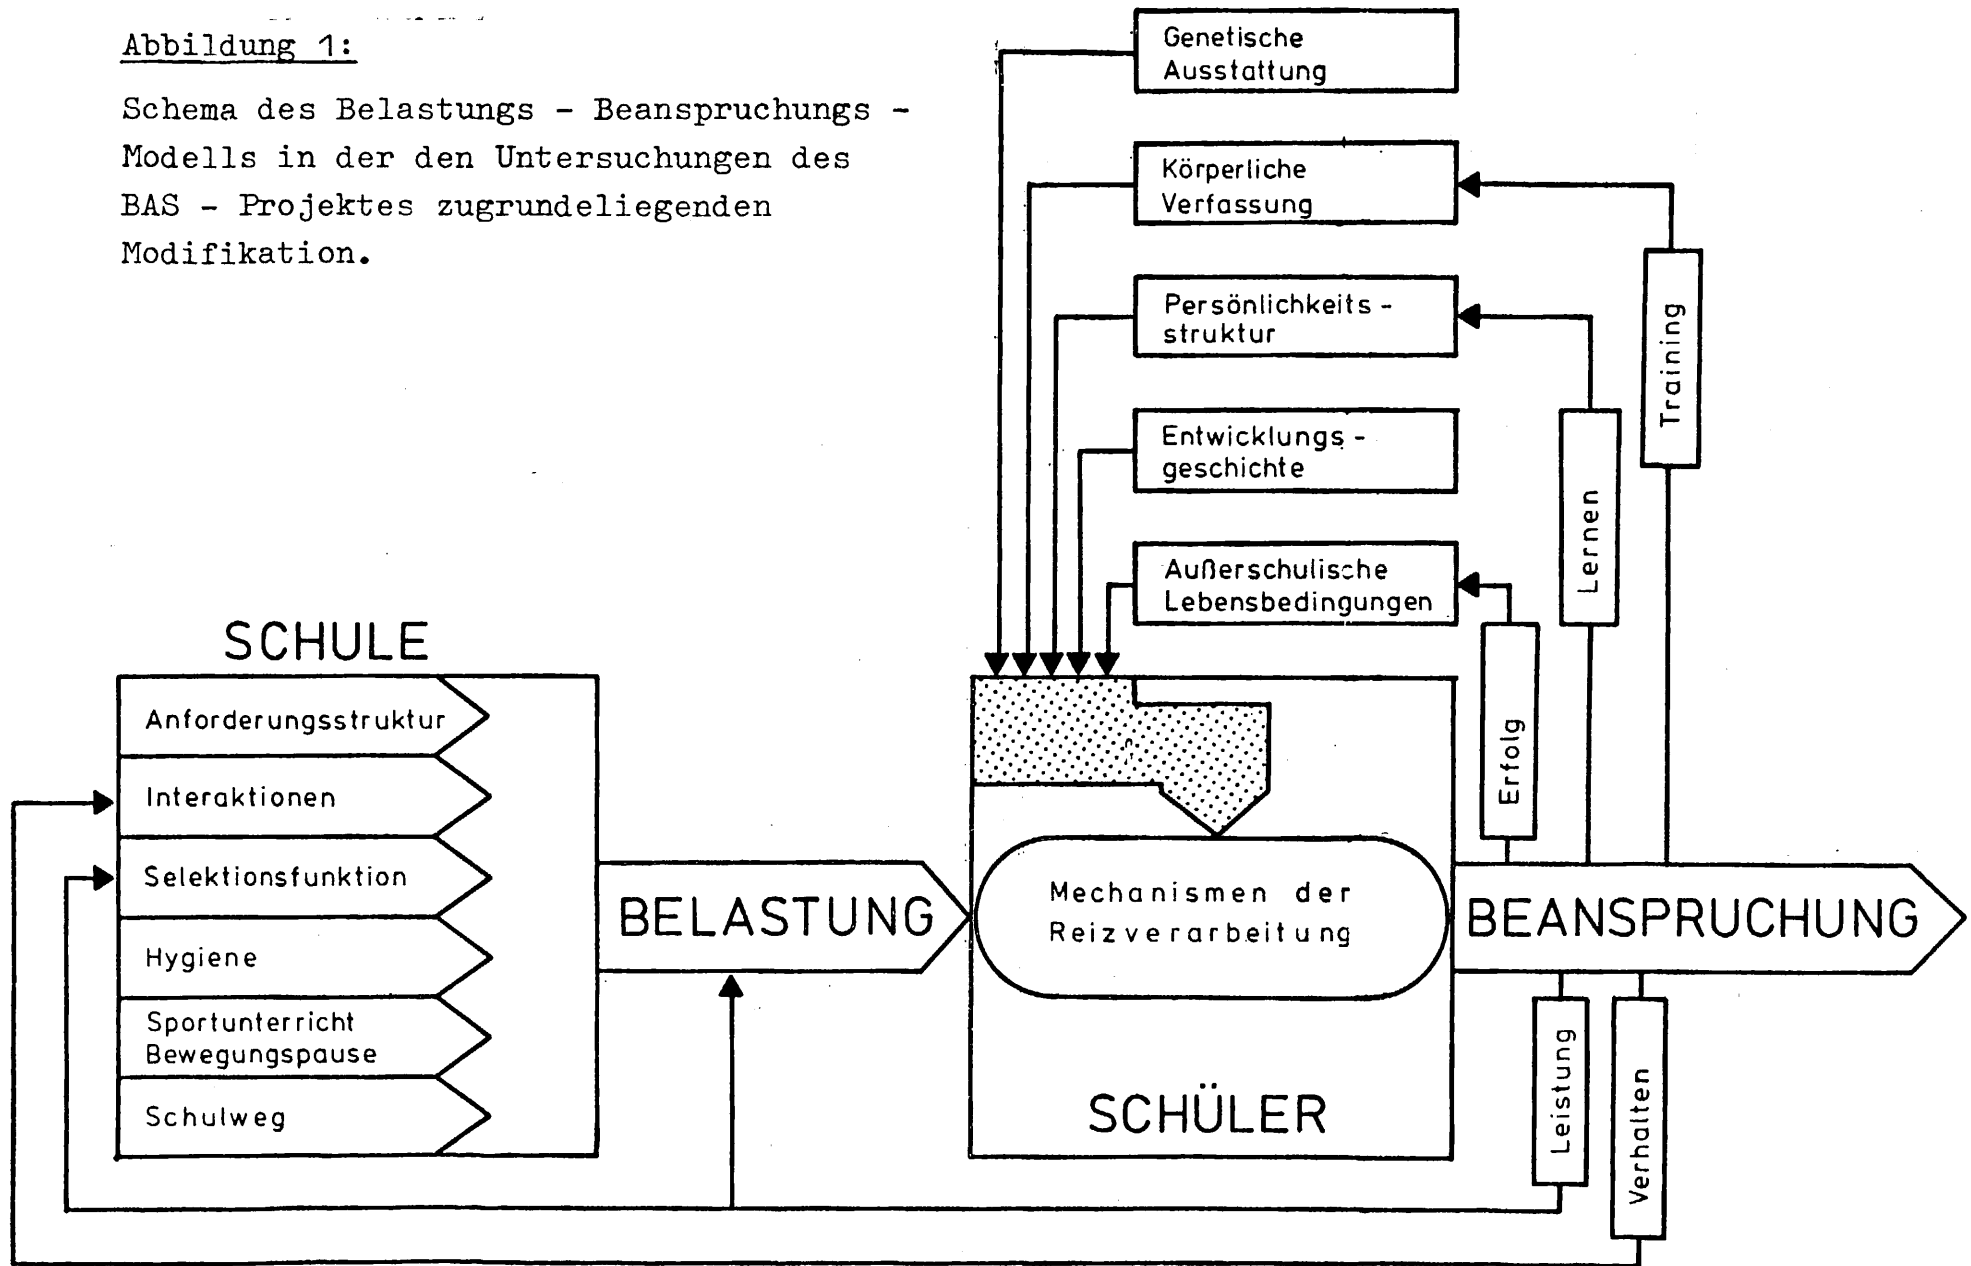 Abbildung 1:
Schema des Belastungs - Beanspruchungs -
Modells in der den Untersuchungen des
BAS - Projektes zugrundeliegenden
Modifikation.
Genetische
Ausstattung
Körperliche
Verfassung
Persönlichkeits -
struktur
Entwicklungs -
geschichte
Außerschulische
Lebensbedingungen
Training
Lernen
Erfolg
SCHULE
Anforderungsstruktur
Interaktionen
Selektionsfunktion
Hygiene
Sportunterricht
Bewegungspause
Schulweg
BELASTUNG
Mechanismen der
Reizverarbeitung
SCHÜLER
BEANSPRUCHUNG
Leistung
Verhalten